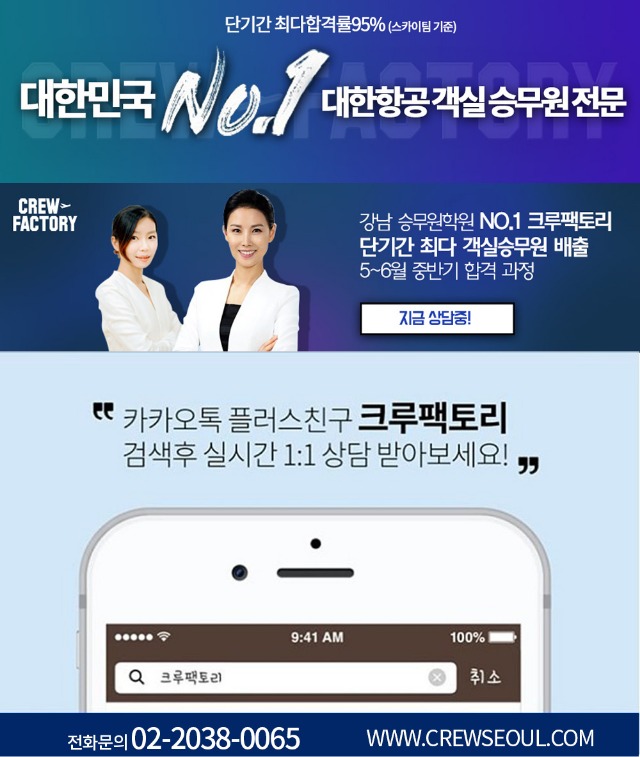 단기간 최다합격률95% (스카이팀 기준)
CREW FACTORY
대한민국 No.1 대한항공 객실 승무원 전문
CREW
FACTORY
강남 승무원학원 NO.1 크루팩토리
단기간 최다 객실승무원 배출
5~6월 중반기 합격 과정
지금 상담중!
"카카오톡 플러스친구 크루팩토리
검색후 실시간 1:1 상담 받아보세요!"
9:41 AM 100%
크루팩토리 취소
전화문의 02-2038-0065 WWW.CREWSEOUL.COM